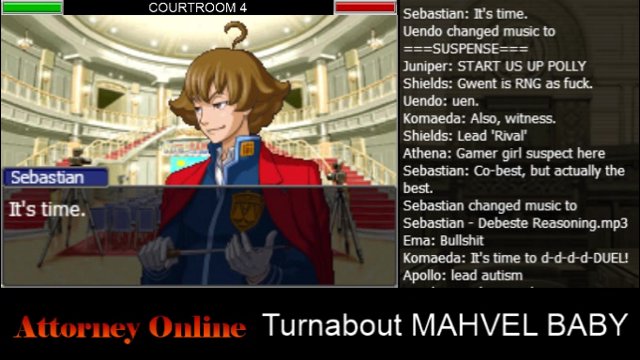 COURTROOM 4
Sebastian: It's time.
Uendo changed music to
===SUSPENSE===
Juniper: START US UP POLLY
Shields: Gwent is RNG as fuck.
Uendo: uen.
Komaeda: Also, witness.
Shields: Lead 'Rival'
Athena: Gamer girl suspect here
Sebastian: Co-best, but actually the
best.
Sebastian changed music to
Sebastian - Debeste Reasoning.mp3
Ema: Bullshit
Komaeda: It's time to d-d-d-d-DUEL!
Apollo: lead autism
Sebastian
It's time.
Attorney Online
Turnabout MAHVEL BABY